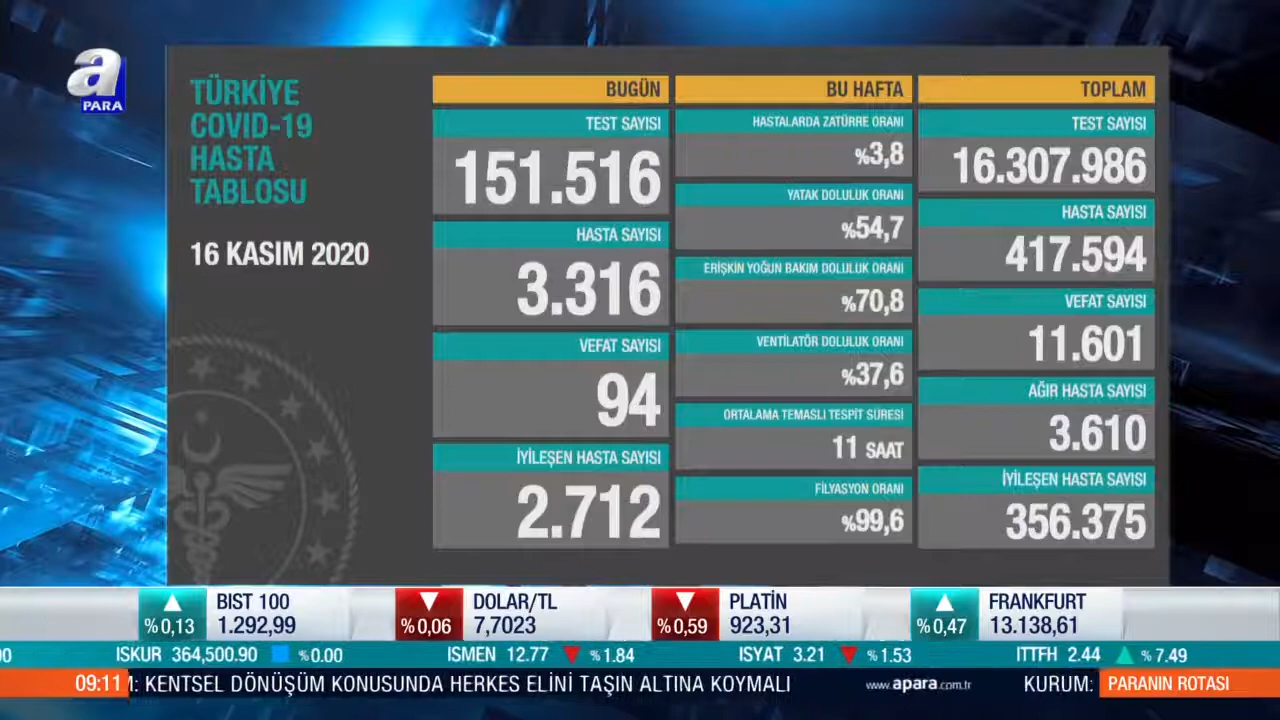 a
PARA
TÜRKİYE
COVID-19
HASTA
TABLOSU
16 KASIM 2020
BUGÜN
TEST SAYISI
151.516
HASTA SAYISI
3.316
VEFAT SAYISI
94
İYİLEŞEN HASTA SAYISI
2.712
BU HAFTA
HASTALARDA ZATÜRRE ORANI
%3,8
YATAK DOLULUK ORANI
%54,7
ERİŞKİN YOĞUN BAKIM DOLULUK ORANI
%70,8
VENTİLATÖR DOLULUK ORANI
%37,6
ORTALAMA TEMASLI TESPİT SÜRESİ
11 SAAT
FİLYASYON ORANI
%99,6
TOPLAM
TEST SAYISI
16.307.986
HASTA SAYISI
417.594
VEFAT SAYISI
11.601
AĞIR HASTA SAYISI
3.610
İYİLEŞEN HASTA SAYISI
356.375
%0,13 BIST 100 1.292,99
%0,06 DOLAR/TL 7,7023
%0,59 PLATİN 923,31
%0,47 FRANKFURT 13.138,61
00 ISKUR 364,500.90 %0.00 ISMEN 12.77 %1.84 ISYAT 3.21 %1.53 ITTFH 2.44 %7.49
09:11 M: KENTSEL DÖNÜŞÜM KONUSUNDA HERKES ELİNİ TAŞIN ALTINA KOYMALI www.apara.com.tr KURUM: PARANIN ROTASI